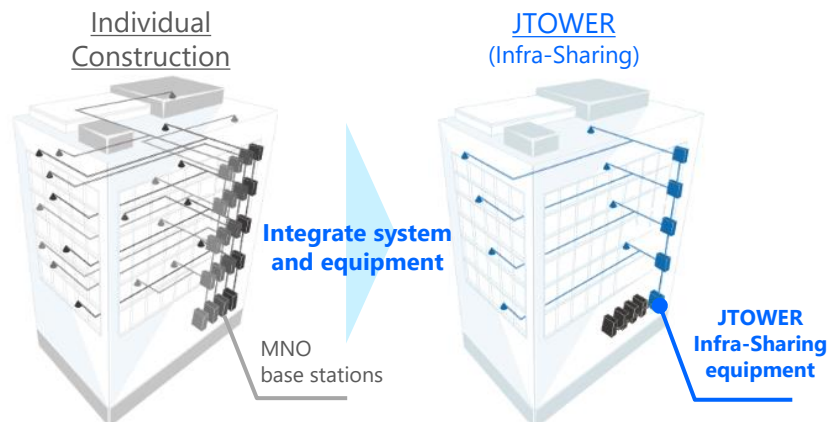 Individual
Construction
JTOWER
(Infra-Sharing)
Integrate system
and equipment
MNO
base stations
JTOWER
Infra-Sharing
equipment